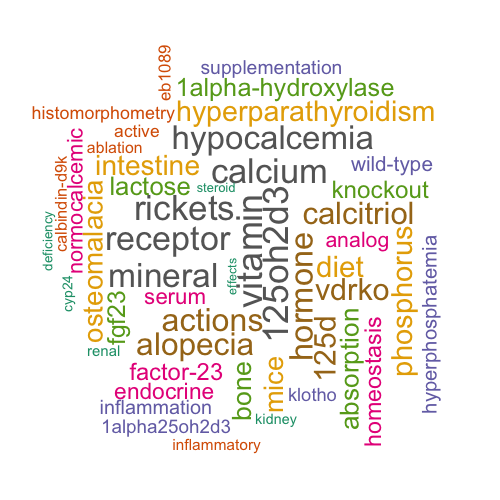 supplementation
eb1089
1alpha-hydroxylase
histomorphometry
hyperparathyroidism
active
hypocalcemia
ablation
intestine
calcium
wild-type
calbindin-d9k
normocalcemic
lactose
steroid
knockout
osteomalacia
rickets
vitamin
125oh2d3
calcitriol
deficiency
receptor
hormone
analog
phosphorus
hyperphosphatemia
mineral
effects
diet
cyp24
fgf23
serum
vdrko
actions
125d
absorption
homeostasis
renal
alopecia
factor-23
bone
mice
klotho
endocrine
inflammation
kidney
1alpha25oh2d3
inflammatory